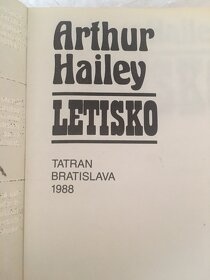 Arthur
Hailey
LETISKO
TATRAN
BRATISLAVA
1988